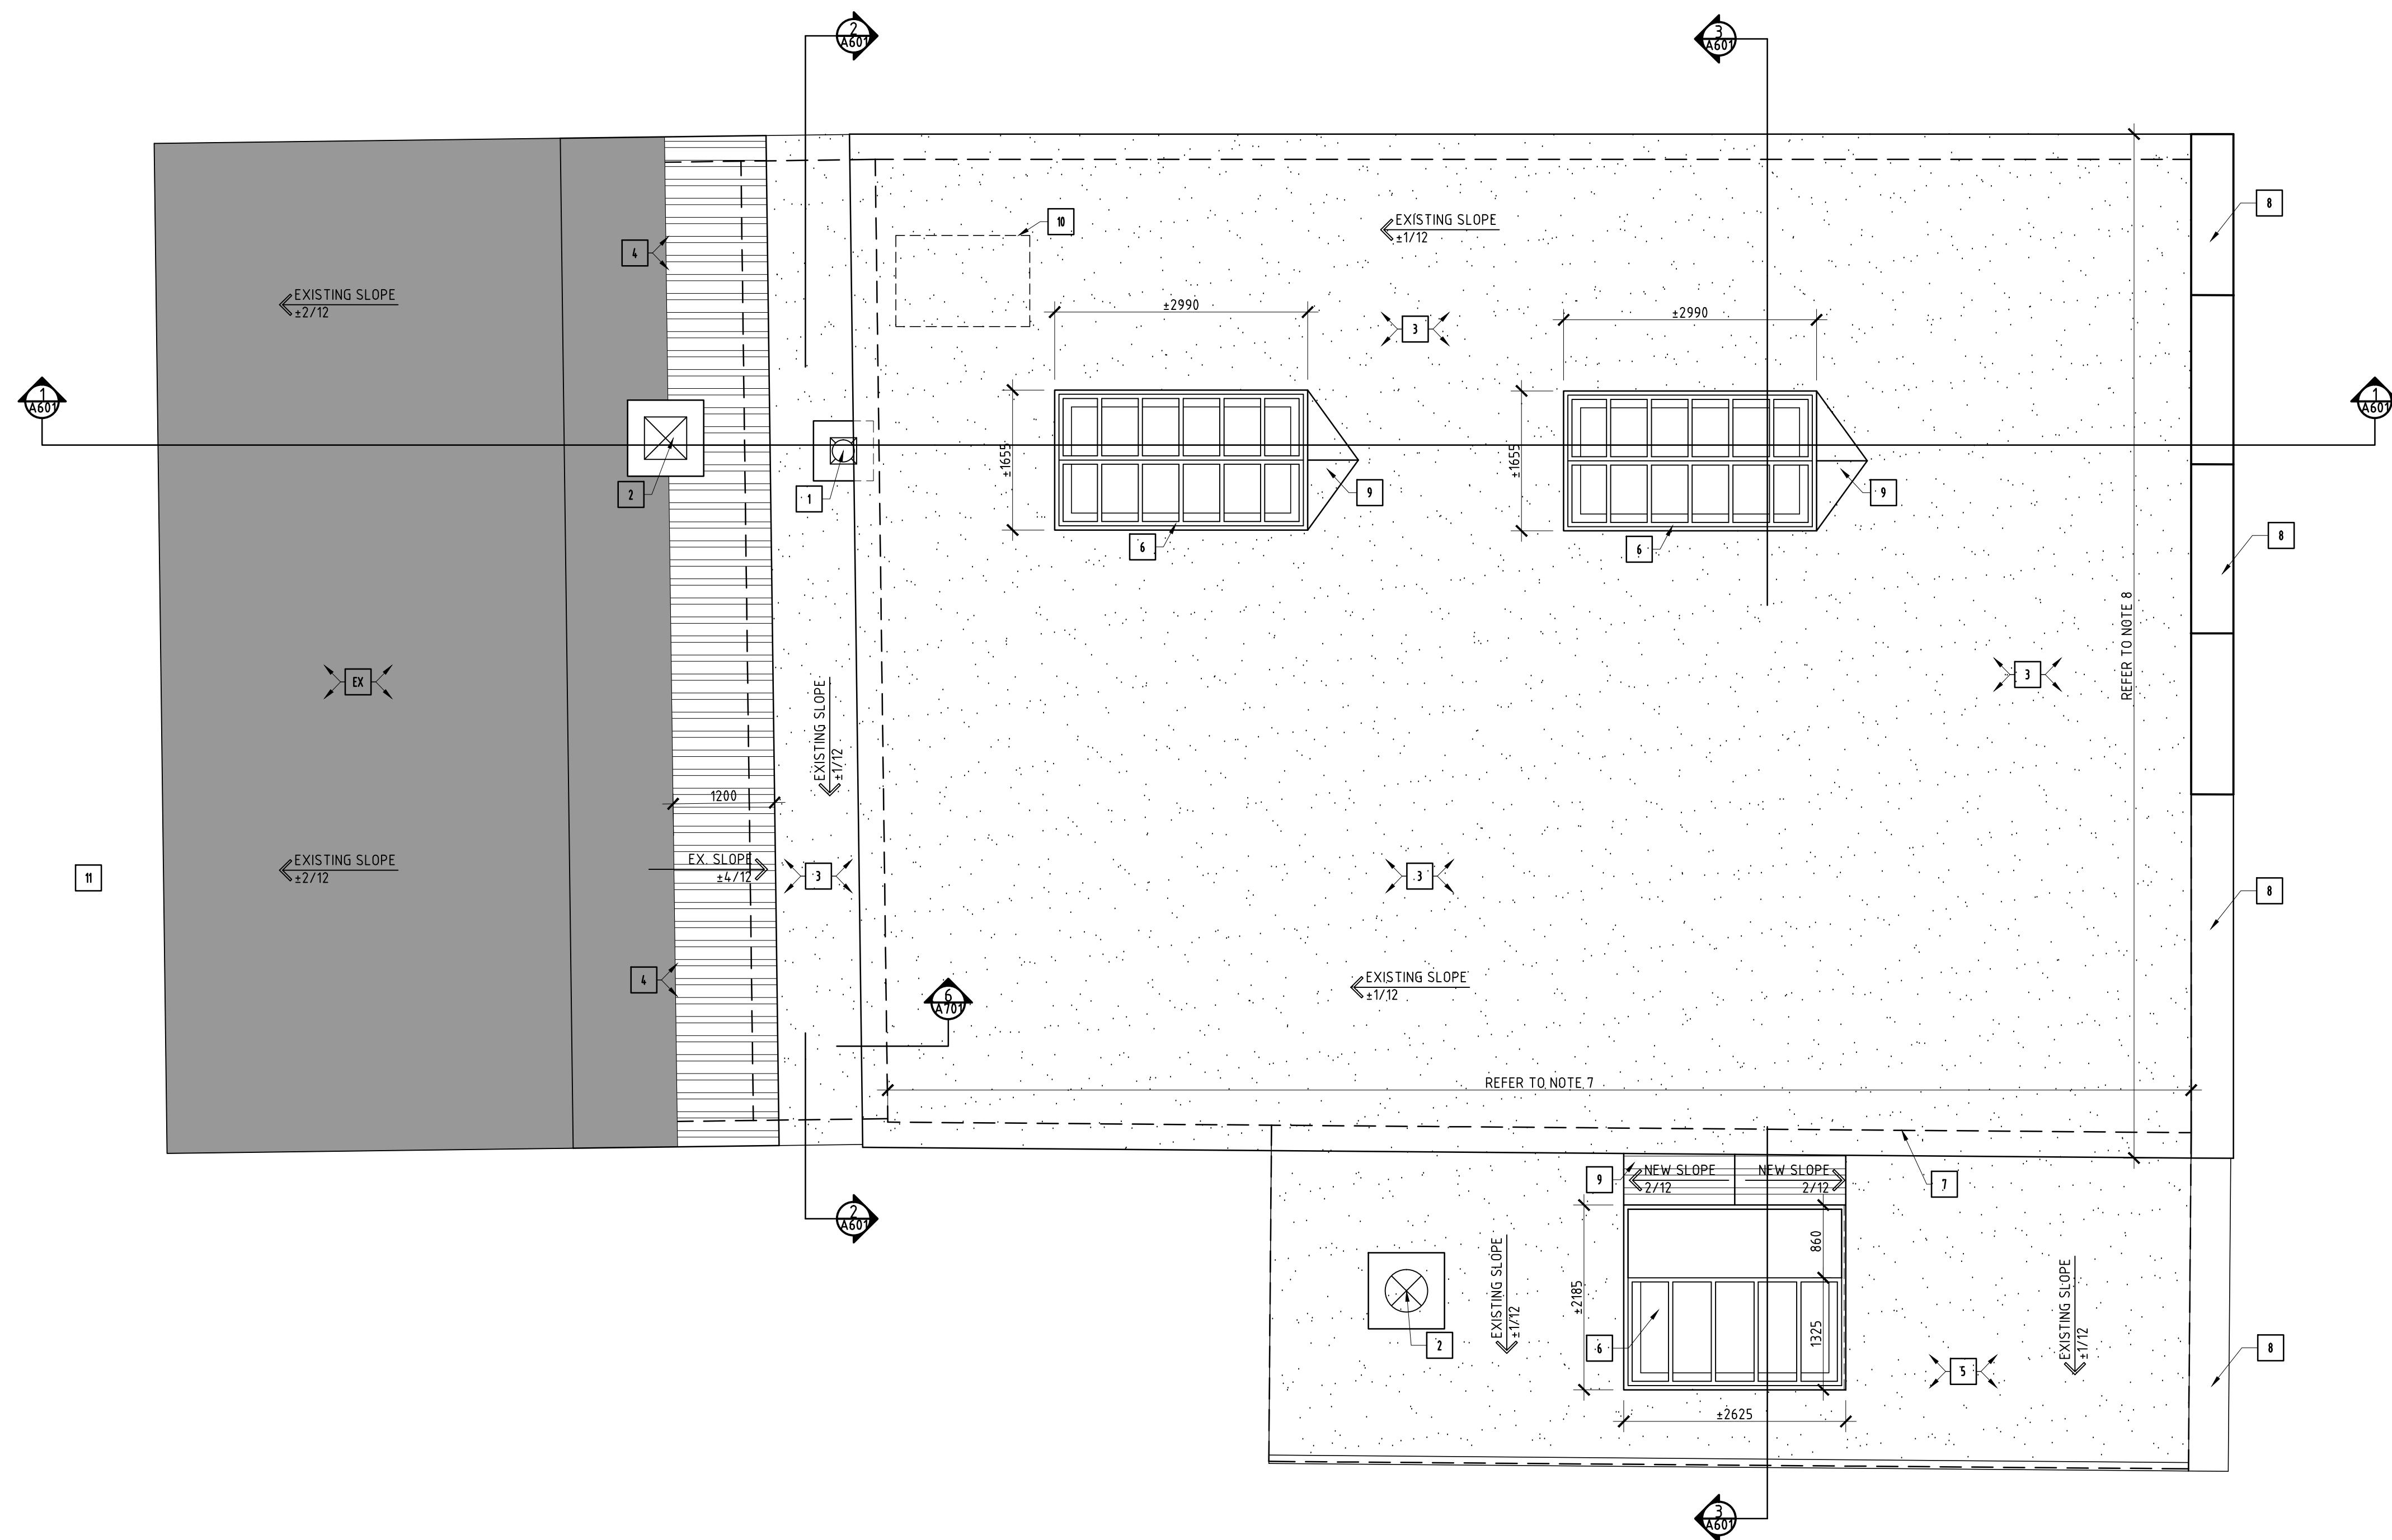 2
A601
3
A601
8
10
EXISTING SLOPE
±1/12
4
EXISTING SLOPE
±2/12
±2990
±2990
3
1
A601
1
A601
±1655
±1655
2
1
9
9
6
6
8
REFER TO NOTE 8
EX
3
EXISTING SLOPE
±1/12
1200
EXISTING SLOPE
±2/12
EX. SLOPE
±4/12
3
3
11
8
4
EXISTING SLOPE
±1/12
6
A701
REFER TO NOTE 7
9
NEW SLOPE
2/12
NEW SLOPE
2/12
7
2
A601
860
±2185
EXISTING SLOPE
±1/12
EXISTING SLOPE
±1/12
1325
2
6
8
5
±2625
3
A601